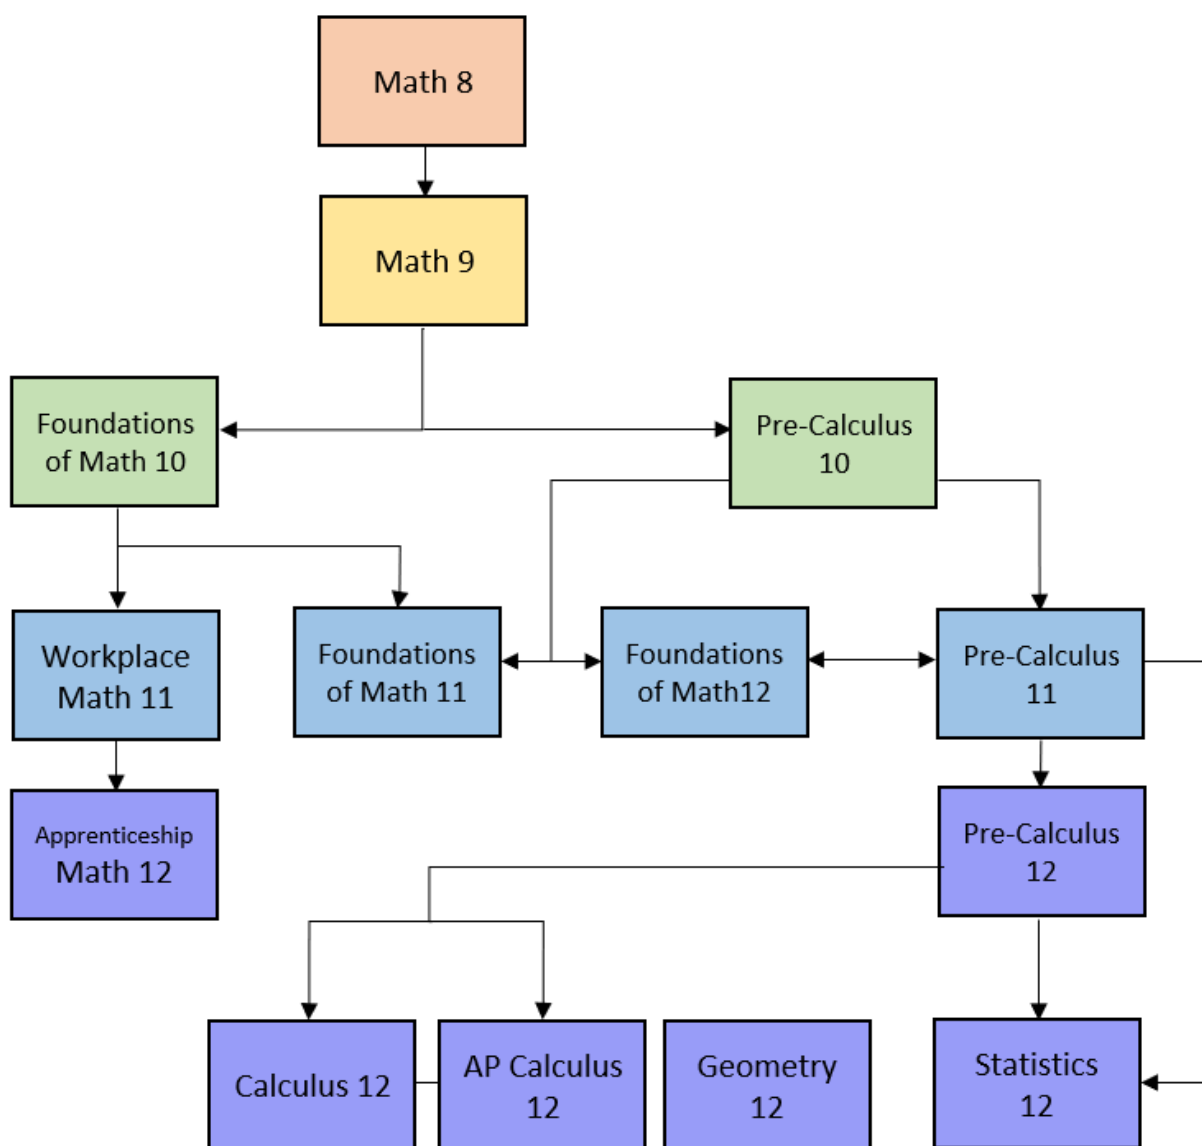 Math 8
Math 9
Foundations
of Math 10
Pre-Calculus
10
Workplace
Math 11
Foundations
of Math 11
Foundations
of Math12
Pre-Calculus
11
Apprenticeship
Math 12
Pre-Calculus
12
Calculus 12
AP Calculus
12
Geometry
12
Statistics
12